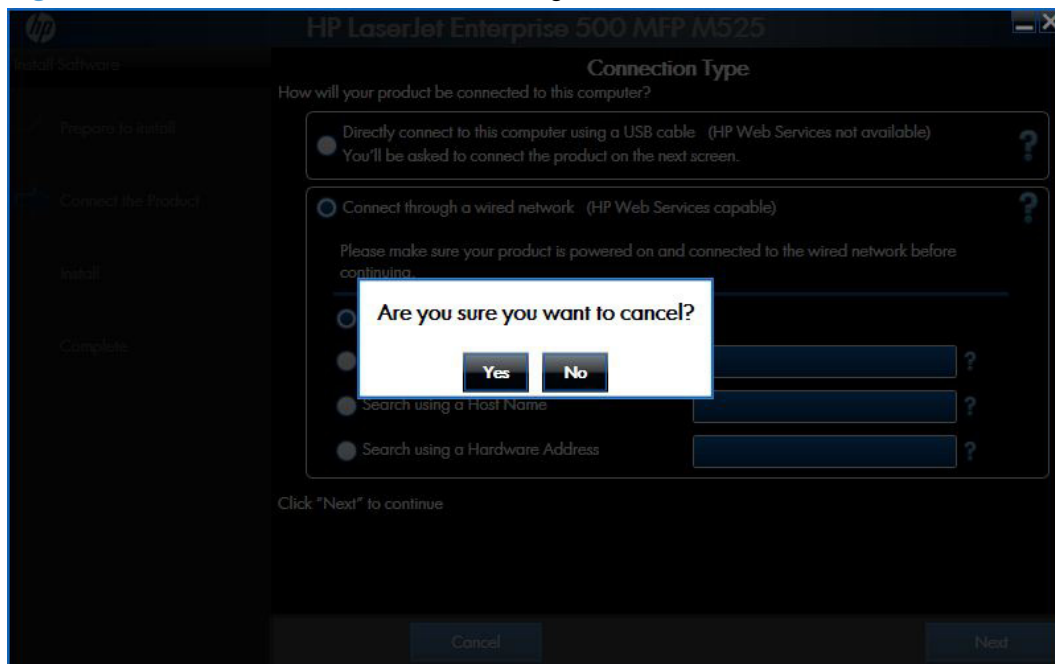 hp
HP LaserJet Enterprise 500 MFP M525
Install Software
Prepare to Install
Connect the Product
Install
Complete
Connection Type
How will your product be connected to this computer?
Directly connect to this computer using a USB cable (HP Web Services not available)
You'll be asked to connect the product on the next screen.
?
Connect through a wired network (HP Web Services capable)
?
Please make sure your product is powered on and connected to the wired network before
continuing.
Are you sure you want to cancel?
Yes
No
?
Search using a Host Name
?
Search using a Hardware Address
?
Click "Next" to continue
Cancel
Next